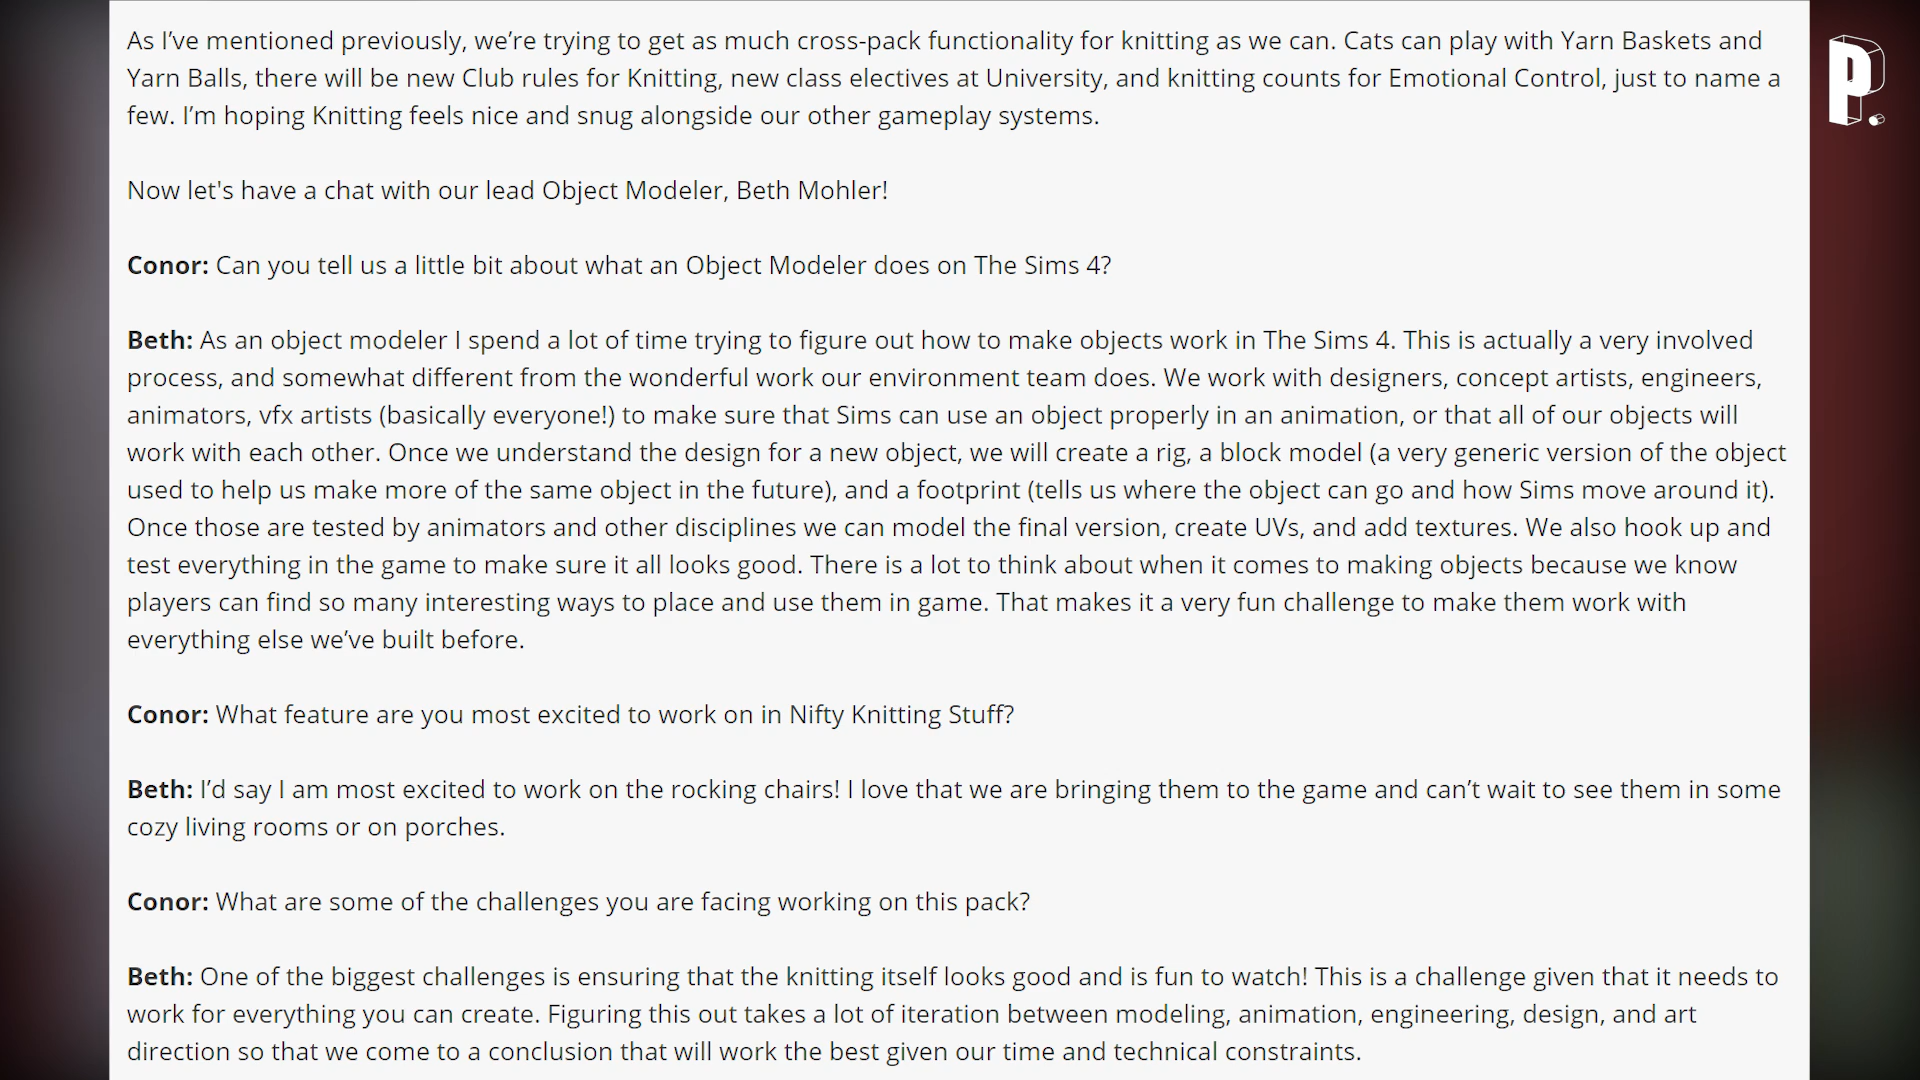 As I’ve mentioned previously, we’re trying to get as much cross-pack functionality for knitting as we can. Cats can play with Yarn Baskets and
Yarn Balls, there will be new Club rules for Knitting, new class electives at University, and knitting counts for Emotional Control, just to name a
few. I’m hoping Knitting feels nice and snug alongside our other gameplay systems.
Now let's have a chat with our lead Object Modeler, Beth Mohler!
Conor: Can you tell us a little bit about what an Object Modeler does on The Sims 4?
Beth: As an object modeler I spend a lot of time trying to figure out how to make objects work in The Sims 4. This is actually a very involved
process, and somewhat different from the wonderful work our environment team does. We work with designers, concept artists, engineers,
animators, vfx artists (basically everyone!) to make sure that Sims can use an object properly in an animation, or that all of our objects will
work with each other. Once we understand the design for a new object, we will create a rig, a block model (a very generic version of the object
used to help us make more of the same object in the future), and a footprint (tells us where the object can go and how Sims move around it).
Once those are tested by animators and other disciplines we can model the final version, create UVs, and add textures. We also hook up and
test everything in the game to make sure it all looks good. There is a lot to think about when it comes to making objects because we know
players can find so many interesting ways to place and use them in game. That makes it a very fun challenge to make them work with
everything else we’ve built before.
Conor: What feature are you most excited to work on in Nifty Knitting Stuff?
Beth: I’d say I am most excited to work on the rocking chairs! I love that we are bringing them to the game and can’t wait to see them in some
cozy living rooms or on porches.
Conor: What are some of the challenges you are facing working on this pack?
Beth: One of the biggest challenges is ensuring that the knitting itself looks good and is fun to watch! This is a challenge given that it needs to
work for everything you can create. Figuring this out takes a lot of iteration between modeling, animation, engineering, design, and art
direction so that we come to a conclusion that will work the best given our time and technical constraints.
P.